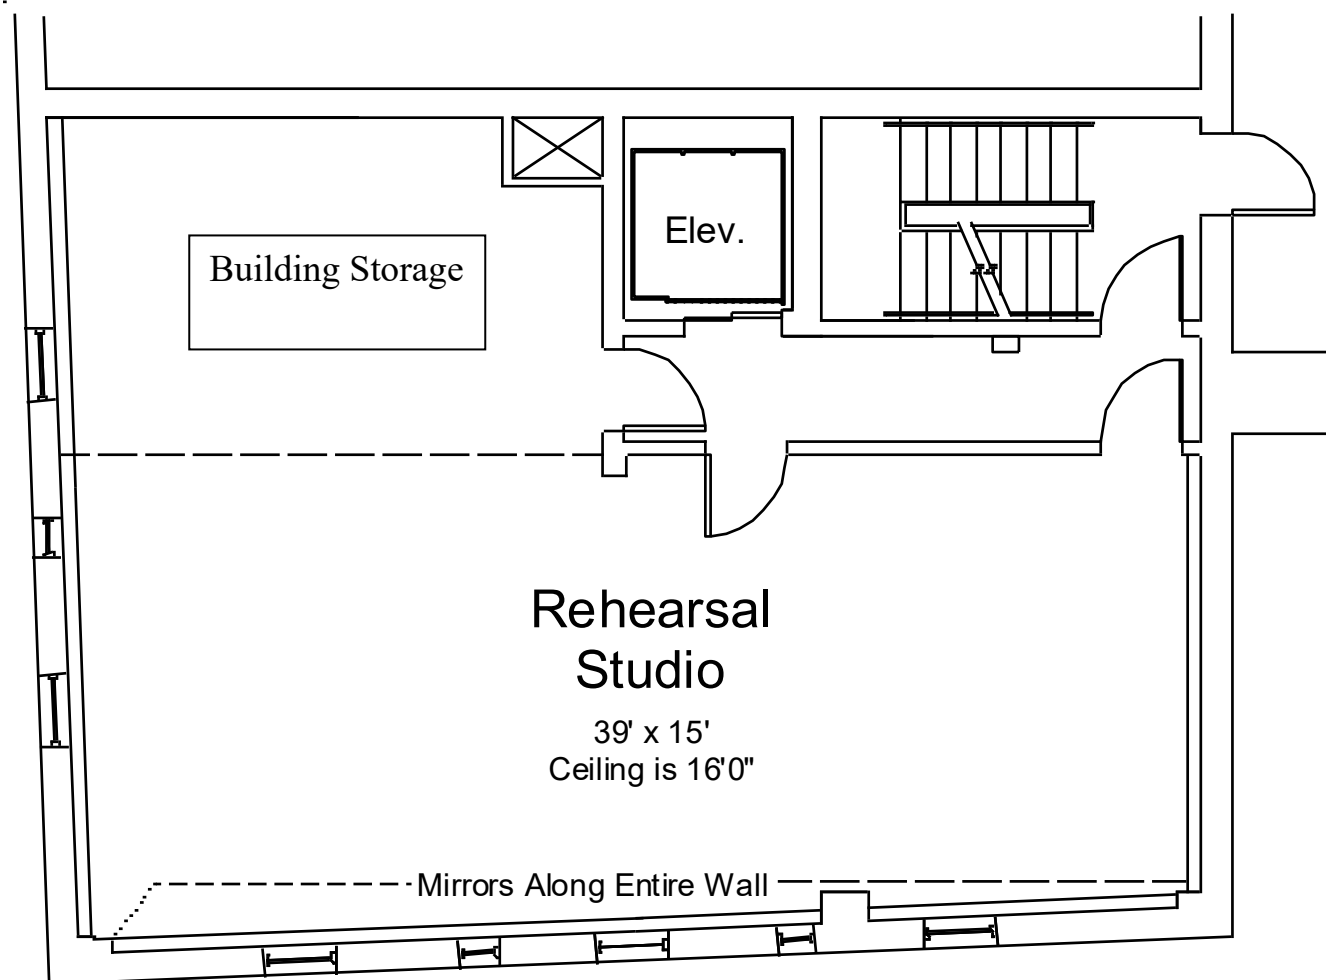 Elev.
Building Storage
Rehearsal
Studio
39' x 15'
Ceiling is 16'0"
Mirrors Along Entire Wall